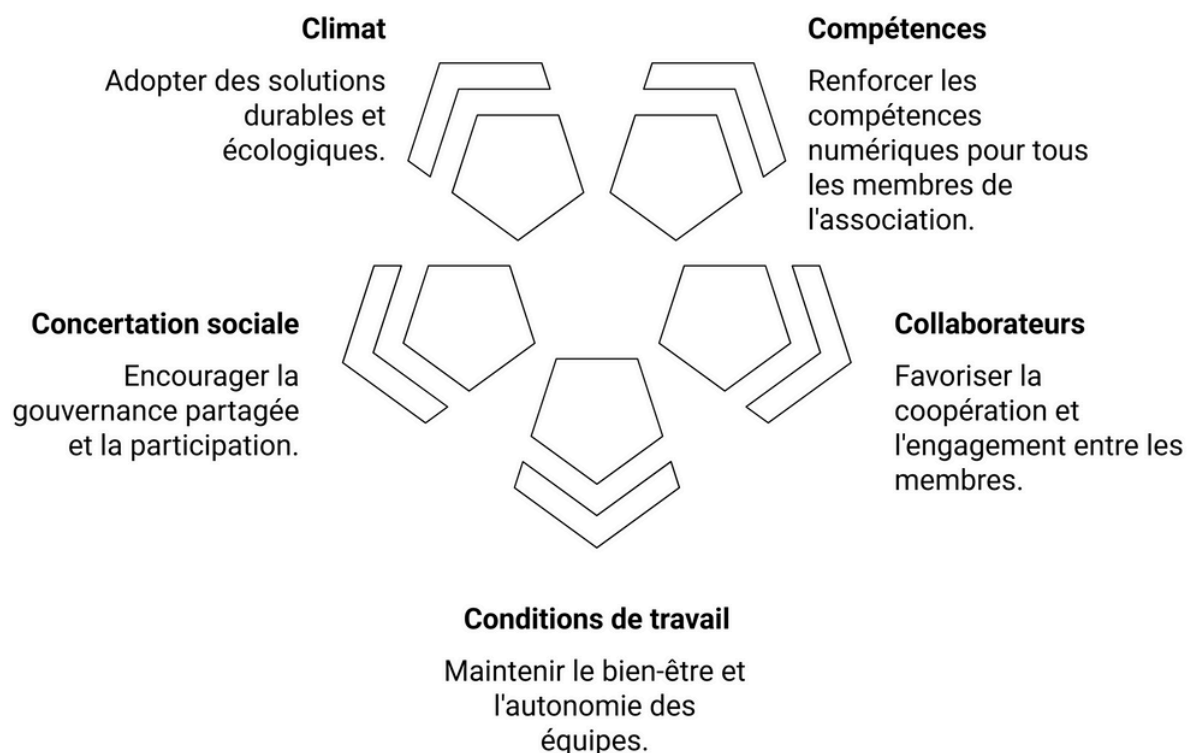 Climat
Adopter des solutions
durables et
écologiques.
Compétences
Renforcer les
compétences
numériques pour tous
les membres de
l'association.
Concertation sociale
Encourager la
gouvernance partagée
et la participation.
Collaborateurs
Favoriser la
coopération et
l'engagement entre les
membres.
Conditions de travail
Maintenir le bien-être et
l'autonomie des
équipes.